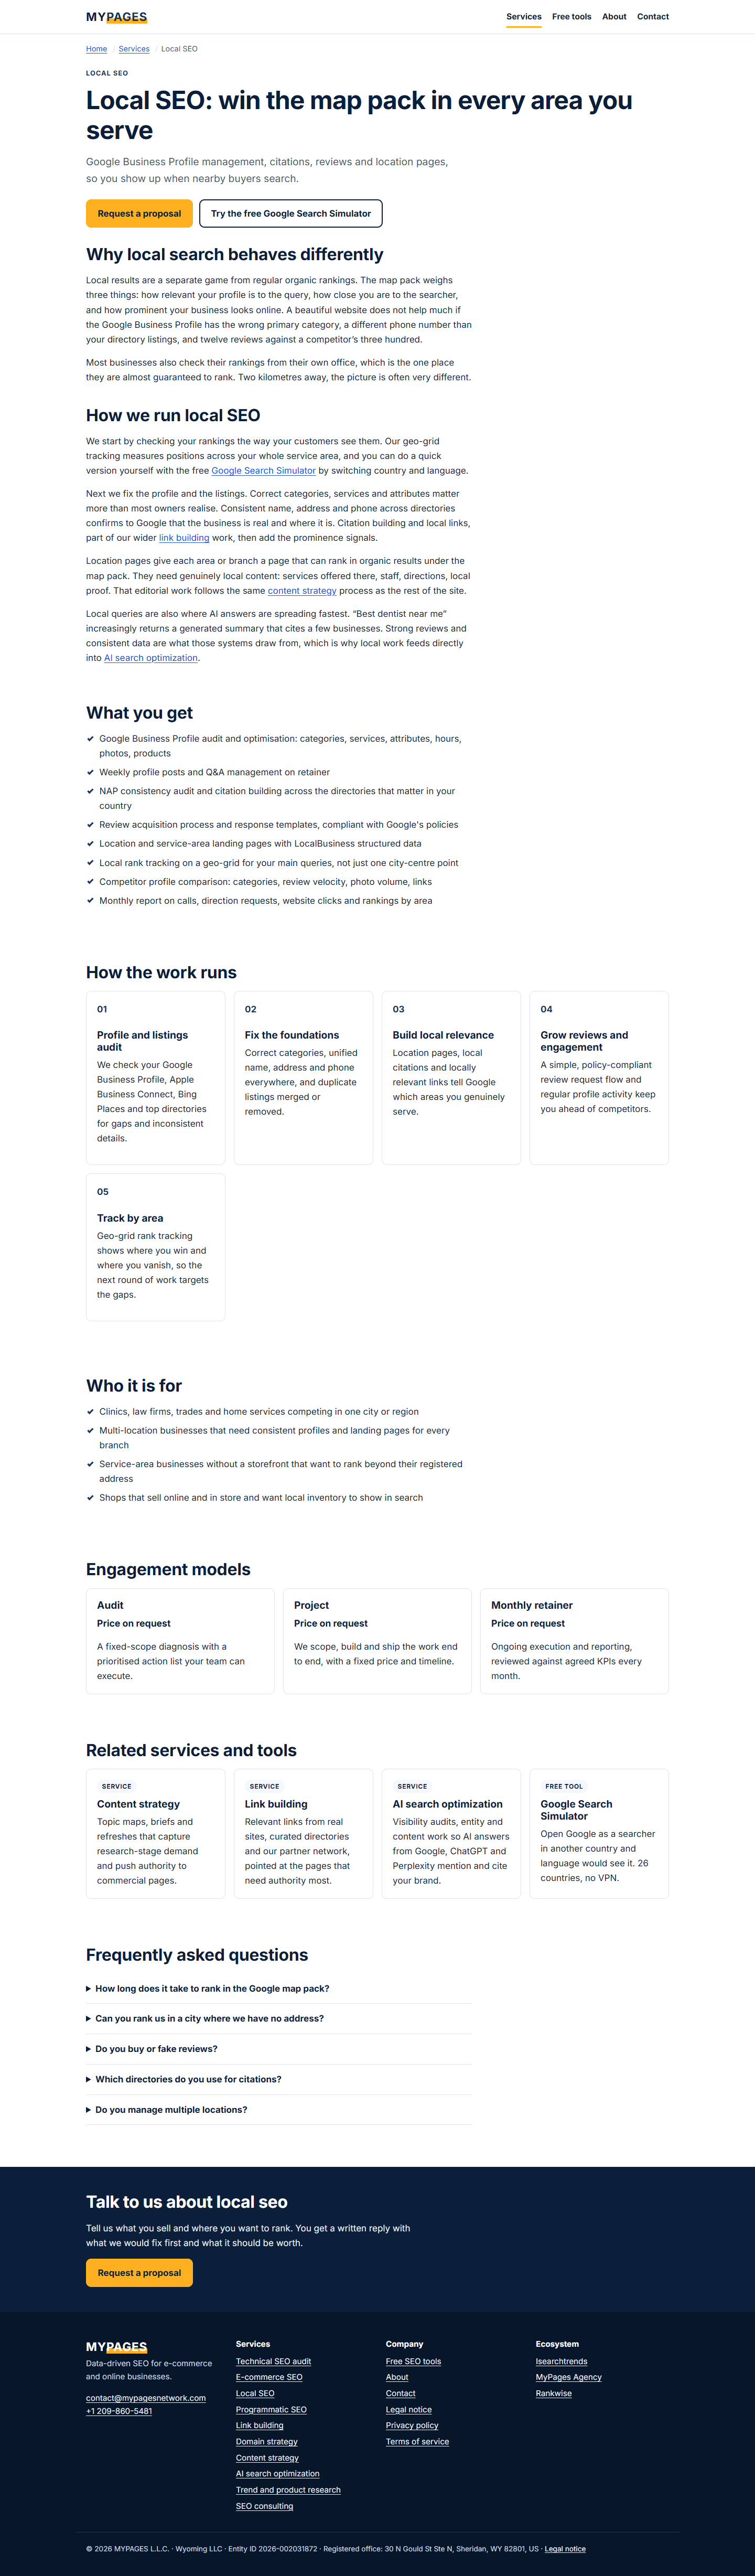 MYPAGES
Services Free tools About Contact
Home / Services / Local SEO
LOCAL SEO
Local SEO: win the map pack in every area you
serve
Google Business Profile management, citations, reviews and location pages,
so you show up when nearby buyers search.
Request a proposal
Try the free Google Search Simulator
Why local search behaves differently
Local results are a separate game from regular organic rankings. The map pack weighs
three things: how relevant your profile is to the query, how close you are to the searcher,
and how prominent your business looks online. A beautiful website does not help much if
the Google Business Profile has the wrong primary category, a different phone number than
your directory listings, and twelve reviews against a competitor’s three hundred.
Most businesses also check their rankings from their own office, which is the one place
they are almost guaranteed to rank. Two kilometres away, the picture is often very different.
How we run local SEO
We start by checking your rankings the way your customers see them. Our geo-grid
tracking measures positions across your whole service area, and you can do a quick
version yourself with the free Google Search Simulator by switching country and language.
Next we fix the profile and the listings. Correct categories, services and attributes matter
more than most owners realise. Consistent name, address and phone across directories
confirms to Google that the business is real and where it is. Citation building and local links,
part of our wider link building work, then add the prominence signals.
Location pages give each area or branch a page that can rank in organic results under the
map pack. They need genuinely local content: services offered there, staff, directions, local
proof. That editorial work follows the same content strategy process as the rest of the site.
Local queries are also where AI answers are spreading fastest. “Best dentist near me”
increasingly returns a generated summary that cites a few businesses. Strong reviews and
consistent data are what those systems draw from, which is why local work feeds directly
into AI search optimization.
What you get
Google Business Profile audit and optimisation: categories, services, attributes, hours,
photos, products
Weekly profile posts and Q&A management on retainer
NAP consistency audit and citation building across the directories that matter in your
country
Review acquisition process and response templates, compliant with Google's policies
Location and service-area landing pages with LocalBusiness structured data
Local rank tracking on a geo-grid for your main queries, not just one city-centre point
Competitor profile comparison: categories, review velocity, photo volume, links
Monthly report on calls, direction requests, website clicks and rankings by area
How the work runs
01
Profile and listings
audit
We check your Google
Business Profile, Apple
Business Connect, Bing
Places and top directories
for gaps and inconsistent
details.
02
Fix the foundations
Correct categories, unified
name, address and phone
everywhere, and duplicate
listings merged or
removed.
03
Build local relevance
Location pages, local
citations and locally
relevant links tell Google
which areas you genuinely
serve.
04
Grow reviews and
engagement
A simple, policy-compliant
review request flow and
regular profile activity keep
you ahead of competitors.
05
Track by area
Geo-grid rank tracking
shows where you win and
where you vanish, so the
next round of work targets
the gaps.
Who it is for
Clinics, law firms, trades and home services competing in one city or region
Multi-location businesses that need consistent profiles and landing pages for every
branch
Service-area businesses without a storefront that want to rank beyond their registered
address
Shops that sell online and in store and want local inventory to show in search
Engagement models
Audit
Price on request
A fixed-scope diagnosis with a
prioritised action list your team can
execute.
Project
Price on request
We scope, build and ship the work end
to end, with a fixed price and timeline.
Monthly retainer
Price on request
Ongoing execution and reporting,
reviewed against agreed KPIs every
month.
Related services and tools
SERVICE
Content strategy
Topic maps, briefs and
refreshes that capture
research-stage demand
and push authority to
commercial pages.
SERVICE
Link building
Relevant links from real
sites, curated directories
and our partner network,
pointed at the pages that
need authority most.
SERVICE
AI search optimization
Visibility audits, entity and
content work so AI answers
from Google, ChatGPT and
Perplexity mention and cite
your brand.
FREE TOOL
Google Search
Simulator
Open Google as a searcher
in another country and
language would see it. 26
countries, no VPN.
Frequently asked questions
How long does it take to rank in the Google map pack?
Can you rank us in a city where we have no address?
Do you buy or fake reviews?
Which directories do you use for citations?
Do you manage multiple locations?
Talk to us about local seo
Tell us what you sell and where you want to rank. You get a written reply with
what we would fix first and what it should be worth.
Request a proposal
MYPAGES
Data-driven SEO for e-commerce
and online businesses.
contact@mypagesnetwork.com
+1 209-860-5481
Services
Technical SEO audit
E-commerce SEO
Local SEO
Programmatic SEO
Link building
Domain strategy
Content strategy
AI search optimization
Trend and product research
SEO consulting
Company
Free SEO tools
About
Contact
Legal notice
Privacy policy
Terms of service
Ecosystem
Isearchtrends
MyPages Agency
Rankwise
© 2026 MYPAGES L.L.C. · Wyoming LLC · Entity ID 2026-002031872 · Registered office: 30 N Gould St Ste N, Sheridan, WY 82801, US · Legal notice